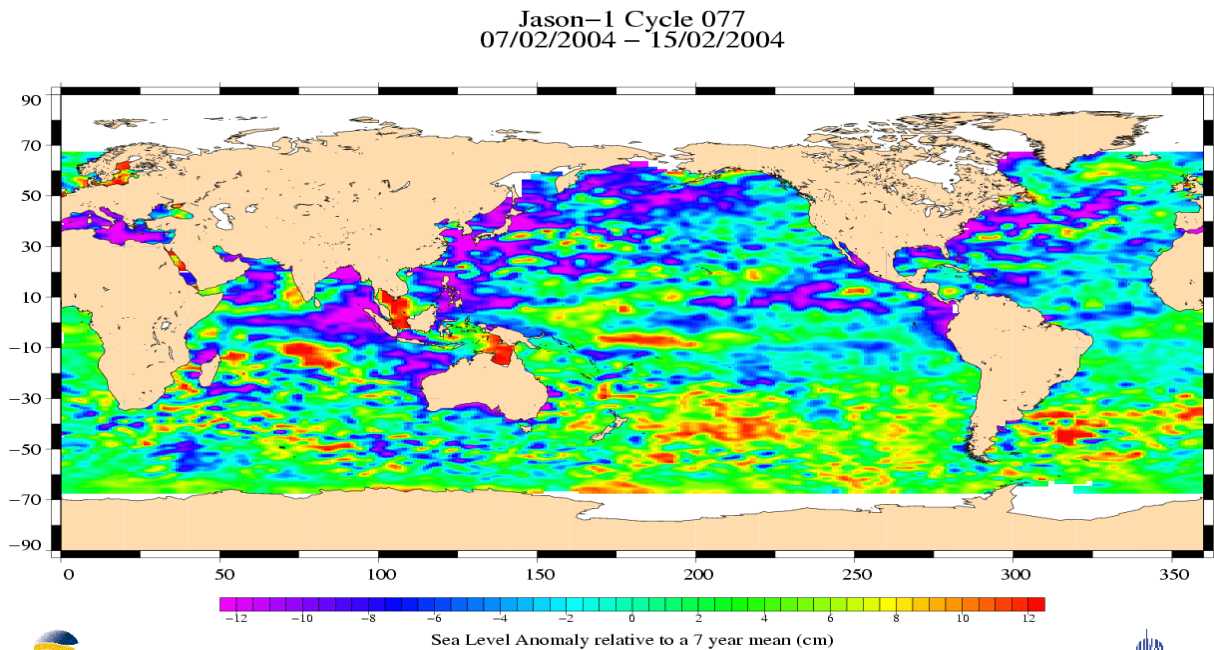 Jason−1 Cycle 077
07/02/2004 − 15/02/2004
90
70
50
30
10
−10
−30
−50
−70
−90
0 50 100 150 200 250 300 350
−12 −10 −8 −6 −4 −2 0 2 4 6 8 10 12
Sea Level Anomaly relative to a 7 year mean (cm)